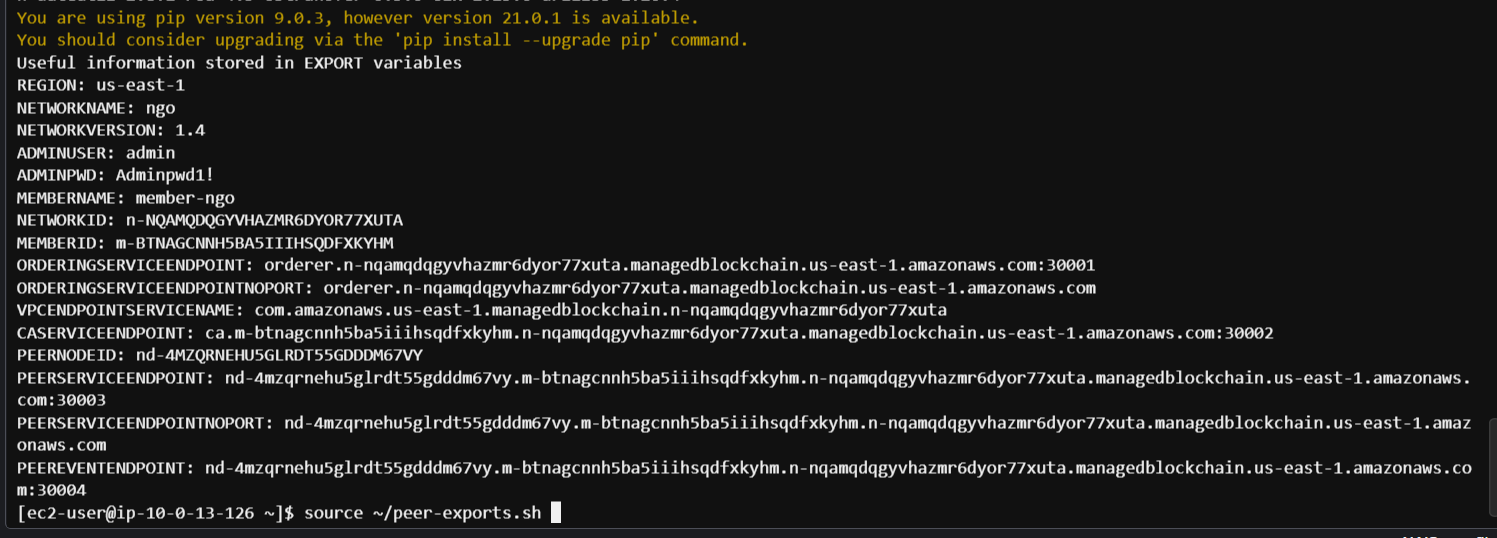 You are using pip version 9.0.3, however version 21.0.1 is available.
You should consider upgrading via the 'pip install --upgrade pip' command.
Useful information stored in EXPORT variables
REGION: us-east-1
NETWORKNAME: ngo
NETWORKVERSION: 1.4
ADMINUSER: admin
ADMINPWD: Adminpwd1!
MEMBERNAME: member-ngo
NETWORKID: n-NQAMQDQGYVHAZMR6DYOR77XUTA
MEMBERID: m-BTNAGCNNH5BA5IIIHSQDFXKYHM
ORDERINGSERVICEENDPOINT: orderer.n-nqamqdqgyvhazmr6dyor77xuta.managedblockchain.us-east-1.amazonaws.com:30001
ORDERINGSERVICEENDPOINTNOPORT: orderer.n-nqamqdqgyvhazmr6dyor77xuta.managedblockchain.us-east-1.amazonaws.com
VPCENDPOINTSERVICENAME: com.amazonaws.us-east-1.managedblockchain.n-nqamqdqgyvhazmr6dyor77xuta
CASERVICEENDPOINT: ca.m-btnagcnnh5ba5iiihsqdfxkyhm.n-nqamqdqgyvhazmr6dyor77xuta.managedblockchain.us-east-1.amazonaws.com:30002
PEERNODEID: nd-4MZQRNEHU5GLRDT55GDDDM67VY
PEERSERVICEENDPOINT: nd-4mzqrnehu5glrdt55gdddm67vy.m-btnagcnnh5ba5iiihsqdfxkyhm.n-nqamqdqgyvhazmr6dyor77xuta.managedblockchain.us-east-1.amazonaws.
com:30003
PEERSERVICEENDPOINTNOPORT: nd-4mzqrnehu5glrdt55gdddm67vy.m-btnagcnnh5ba5iiihsqdfxkyhm.n-nqamqdqgyvhazmr6dyor77xuta.managedblockchain.us-east-1.amaz
onaws.com
PEEREVENTENDPOINT: nd-4mzqrnehu5glrdt55gdddm67vy.m-btnagcnnh5ba5iiihsqdfxkyhm.n-nqamqdqgyvhazmr6dyor77xuta.managedblockchain.us-east-1.amazonaws.co
m:30004
[ec2-user@ip-10-0-13-126 ~]$ source ~/peer-exports.sh